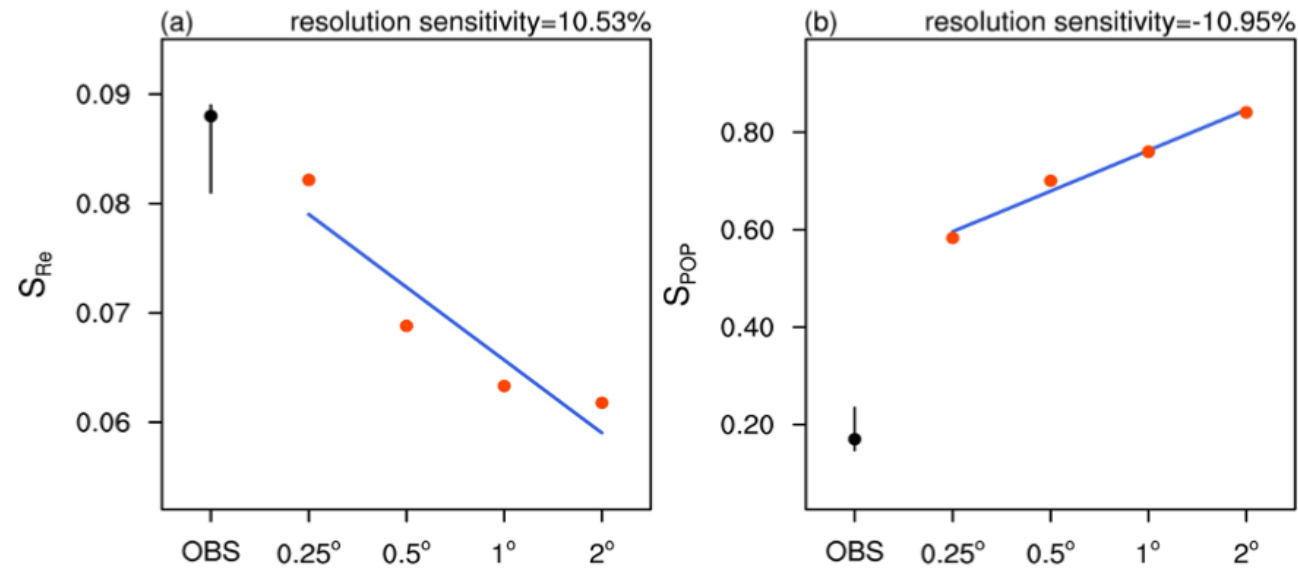 (a) resolution sensitivity=10.53%
0.09
0.08
0.07
0.06
S_Re
OBS 0.25° 0.5° 1° 2°
(b) resolution sensitivity=-10.95%
0.80
0.60
0.40
0.20
S_POP
OBS 0.25° 0.5° 1° 2°